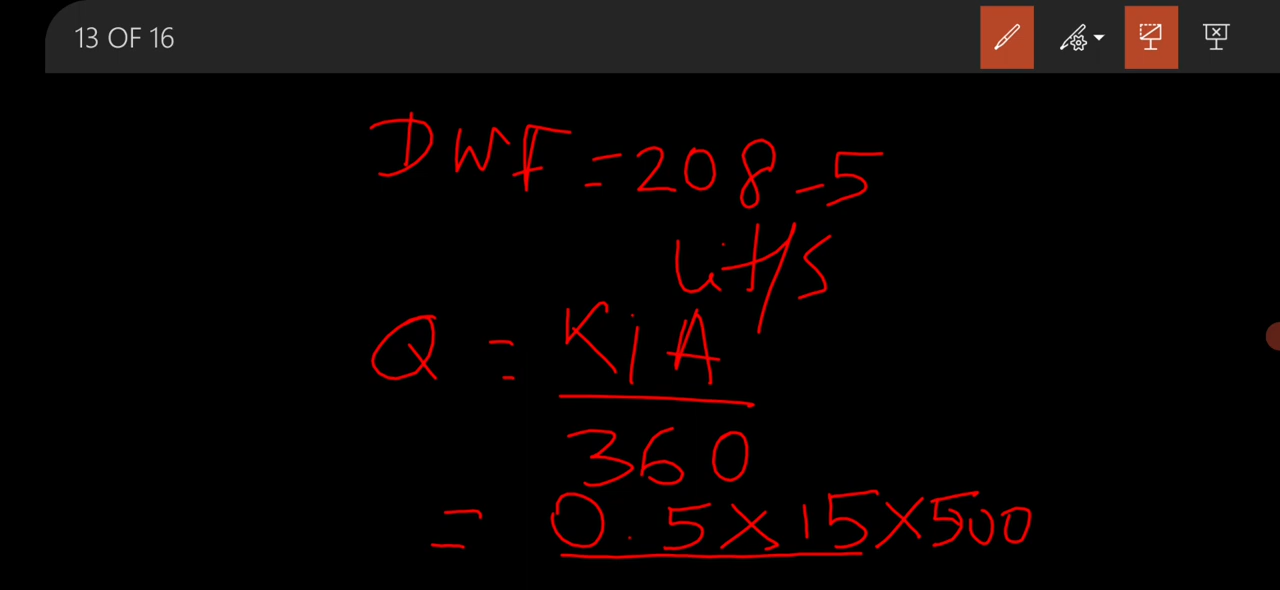 13 OF 16
DWF = 208.5
Lit/s
Q = KiA
360
= 0.5×15×500